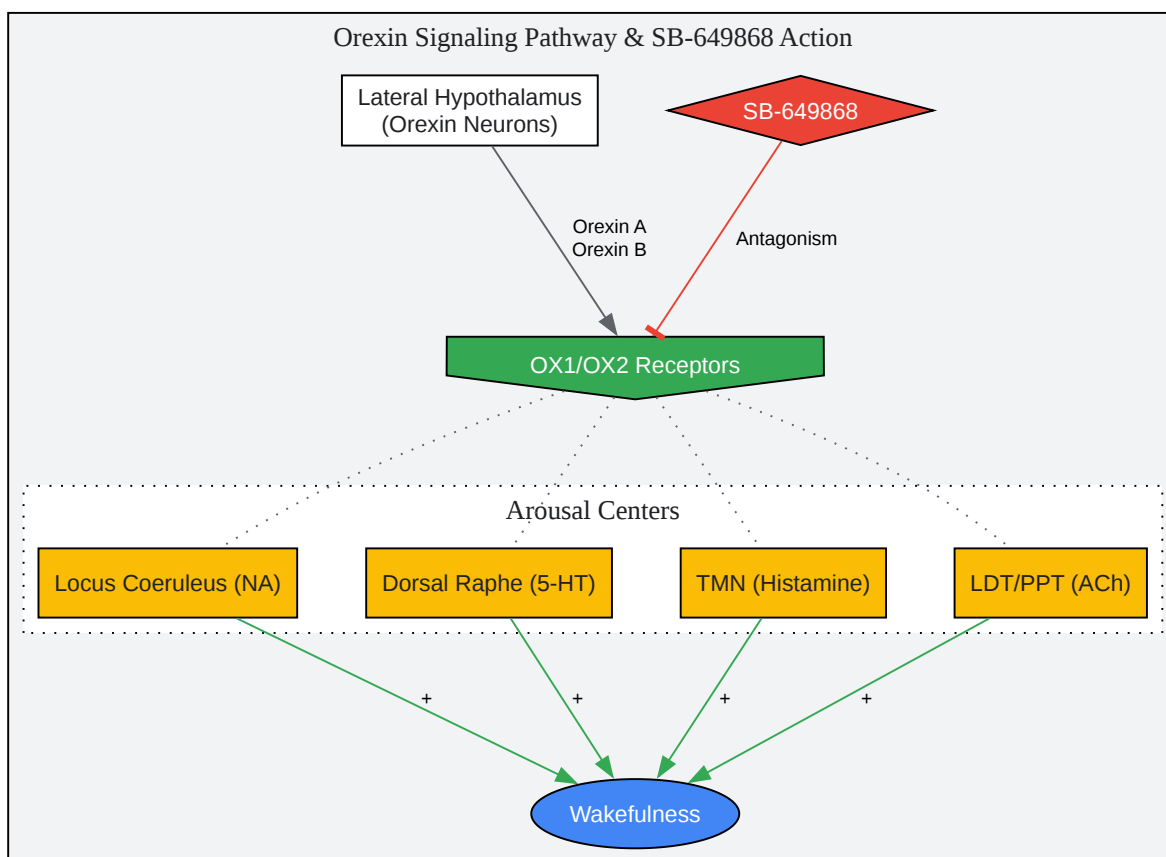 Orexin Signaling Pathway & SB-649868 Action
Lateral Hypothalamus
(Orexin Neurons)
SB-649868
Orexin A
Orexin B
Antagonism
OX1/OX2 Receptors
Arousal Centers
Locus Coeruleus (NA)
Dorsal Raphe (5-HT)
TMN (Histamine)
LDT/PPT (ACh)
+
+
+
+
Wakefulness